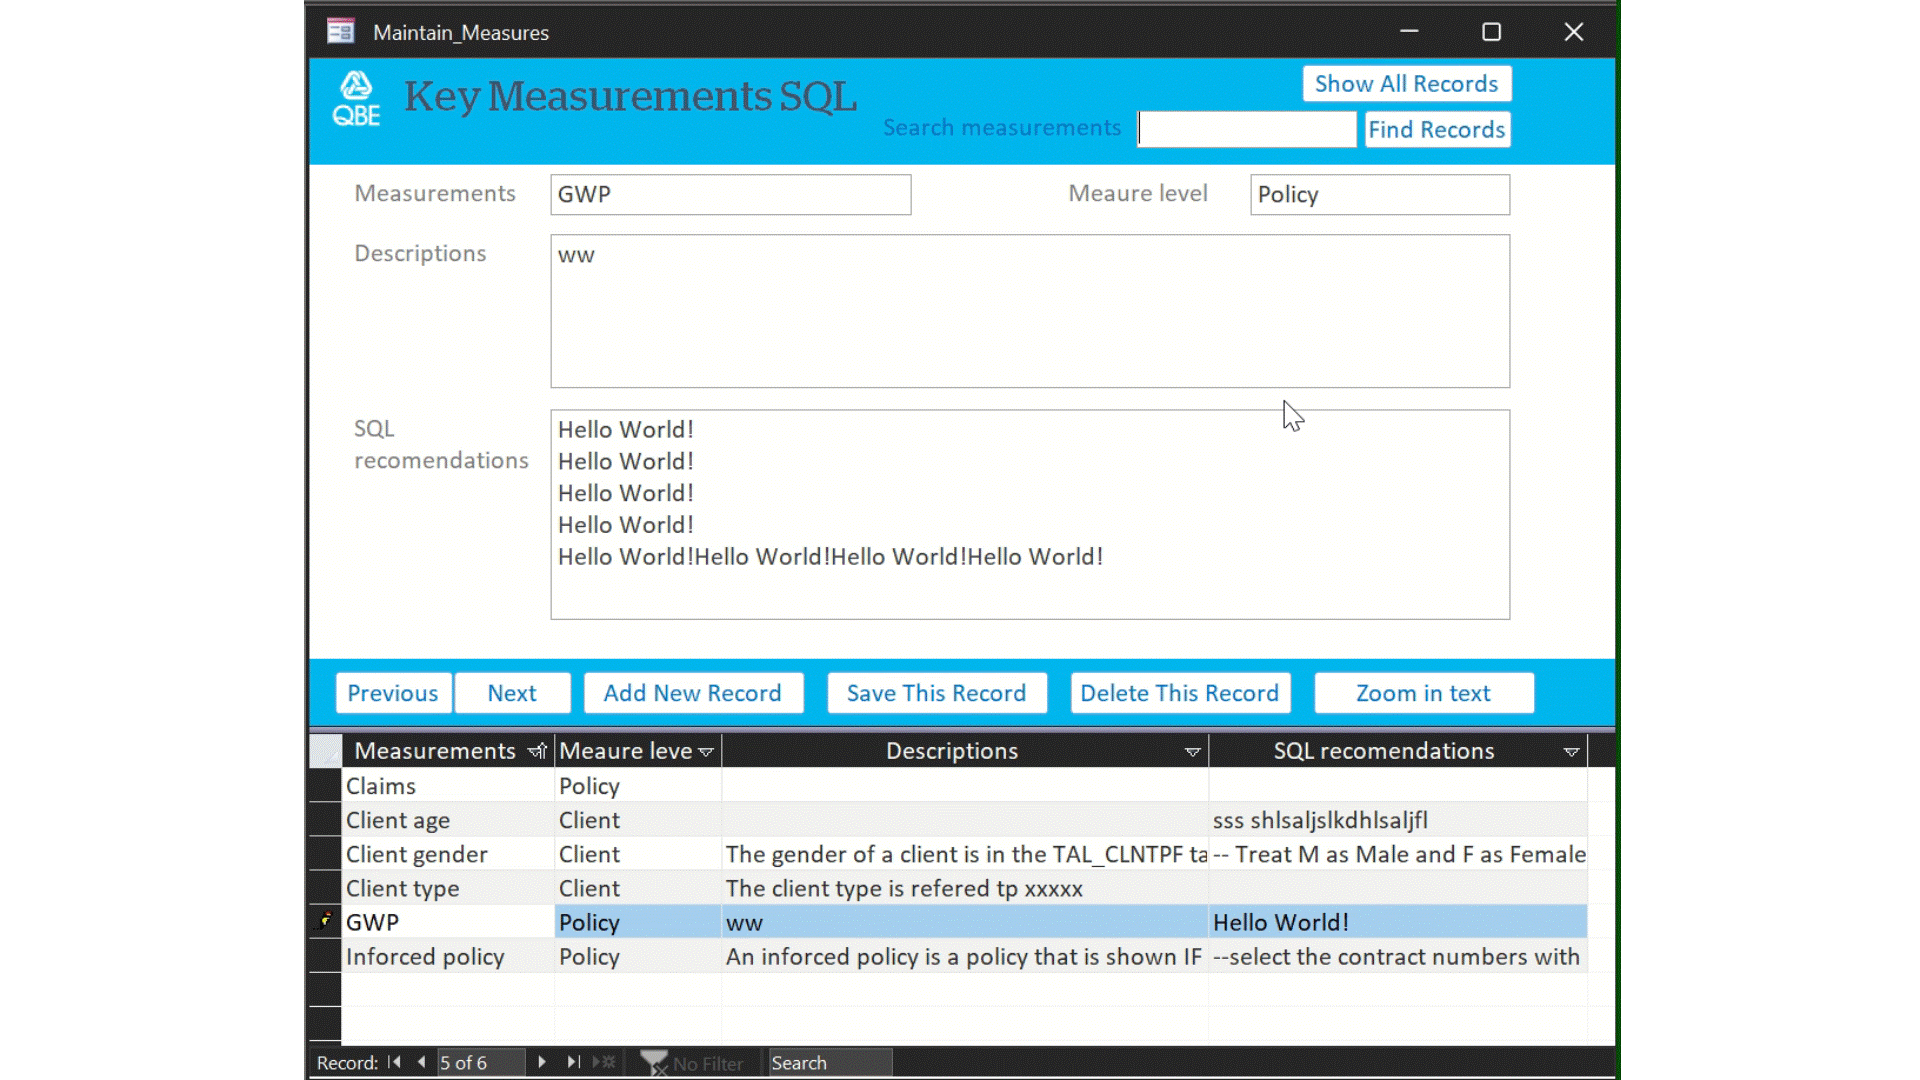 Maintain_Measures
QBE
Key Measurements SQL
Show All Records
Search measurements
Find Records
Measurements
GWP
Meaure level
Policy
Descriptions
ww
SQL
recomendations
Hello World!
Hello World!
Hello World!
Hello World!
Hello World!Hello World!Hello World!Hello World!
Previous
Next
Add New Record
Save This Record
Delete This Record
Zoom in text
Measurements Meaure leve Descriptions SQL recomendations
Claims Policy
Client age Client sss shlsaljslkdhlsaljfl
Client gender Client The gender of a client is in the TAL_CLNTPF ta -- Treat M as Male and F as Female
Client type Client The client type is refered tp xxxxx
GWP Policy ww Hello World!
Inforced policy Policy An inforced policy is a policy that is shown IF --select the contract numbers with
Record: 5 of 6 No Filter Search